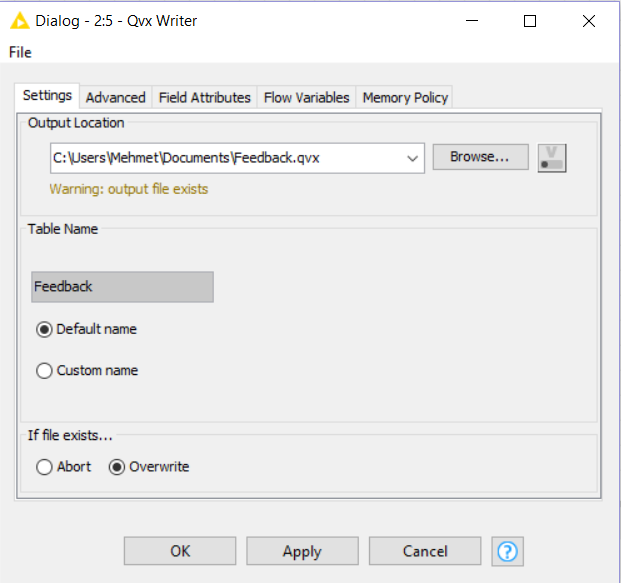 Dialog - 2:5 - Qvx Writer
File
Settings Advanced Field Attributes Flow Variables Memory Policy
Output Location
C:\Users\Mehmet\Documents\Feedback.qvx Browse... V
Warning: output file exists
Table Name
Feedback
Default name
Custom name
If file exists...
Abort Overwrite
OK Apply Cancel ?